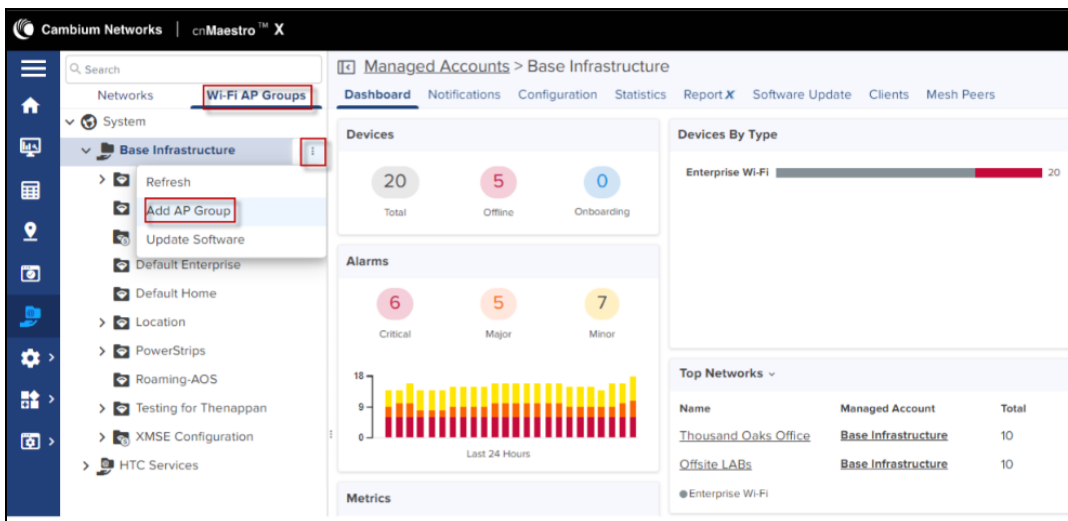 Cambium Networks | cnMaestro™ X
Search
Networks Wi-Fi AP Groups
System
Base Infrastructure
Refresh
Add AP Group
Update Software
Default Enterprise
Default Home
Location
PowerStrips
Roaming-AOS
Testing for Thenappan
XMSE Configuration
HTC Services
Managed Accounts > Base Infrastructure
Dashboard Notifications Configuration Statistics Report X Software Update Clients Mesh Peers
Devices
20 5 0
Total Offline Onboarding
Alarms
6 5 7
Critical Major Minor
18
9
0
Last 24 Hours
Metrics
Devices By Type
Enterprise Wi-Fi 20
Top Networks
Name Managed Account Total
Thousand Oaks Office Base Infrastructure 10
Offsite LABs Base Infrastructure 10
Enterprise Wi-Fi